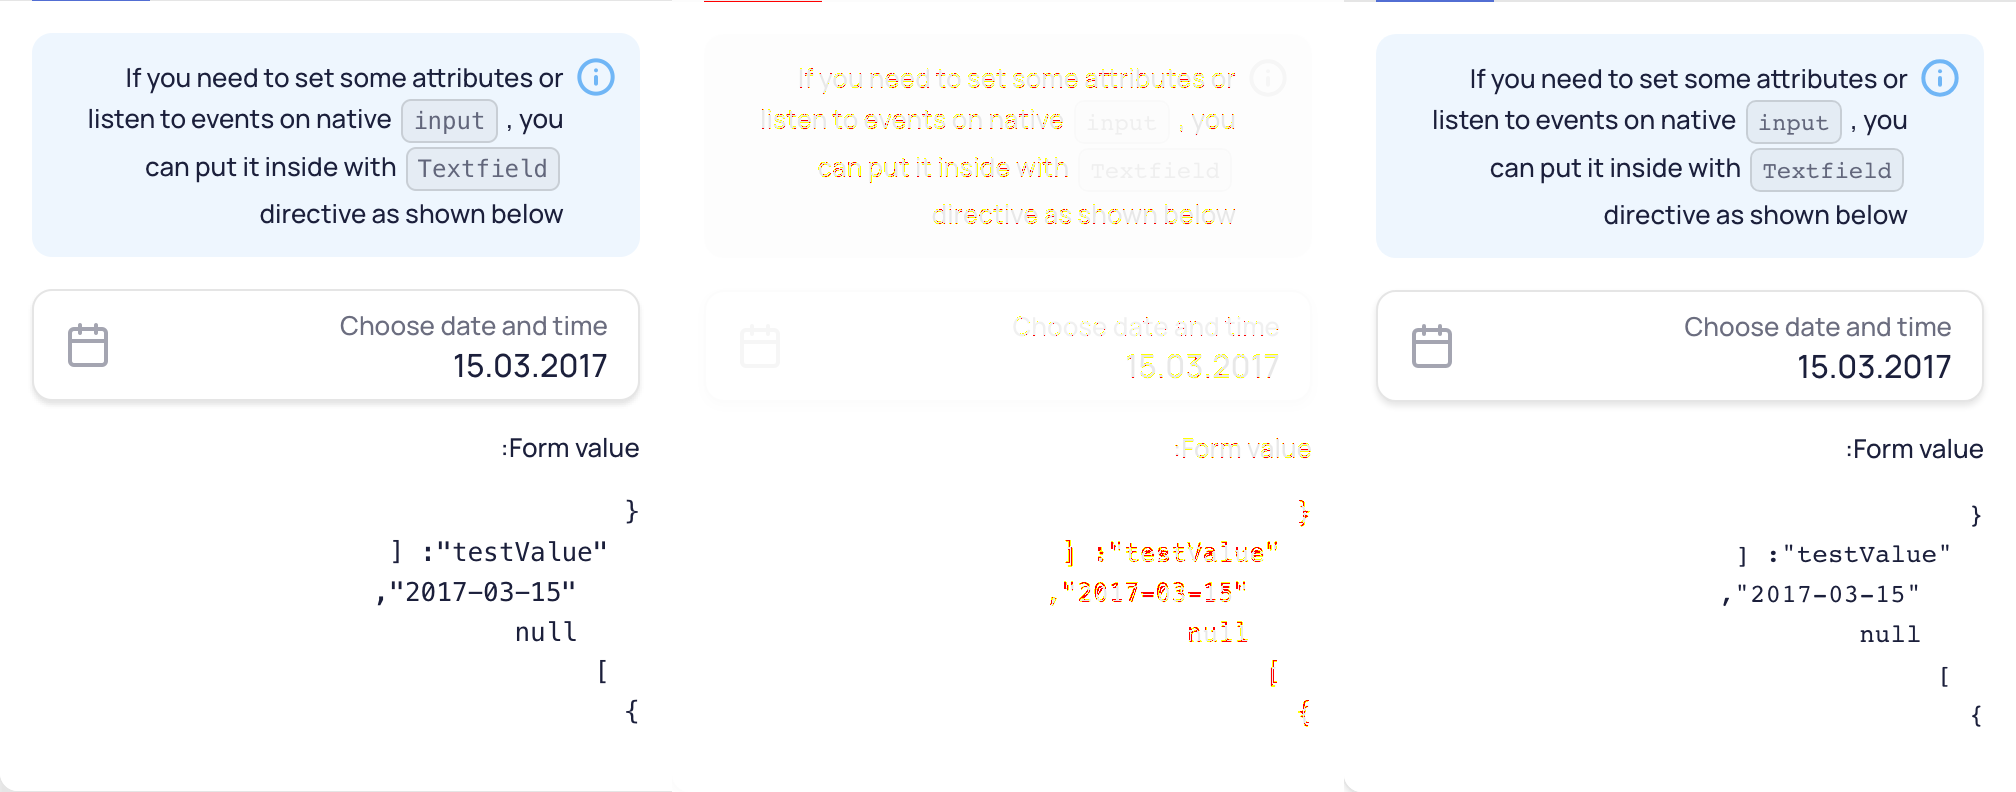 If you need to set some attributes or
listen to events on native input , you
can put it inside with Textfield
directive as shown below
Choose date and time
15.03.2017
:Form value
}
] :"testValue"
,"2017-03-15"
null
[
{
If you need to set some attributes or
listen to events on native input , you
can put it inside with Textfield
directive as shown below
Choose date and time
15.03.2017
:Form value
}
] :"testValue"
,"2017-03-15"
null
[
{
If you need to set some attributes or
listen to events on native input , you
can put it inside with Textfield
directive as shown below
Choose date and time
15.03.2017
:Form value
}
] :"testValue"
,"2017-03-15"
null
[
{